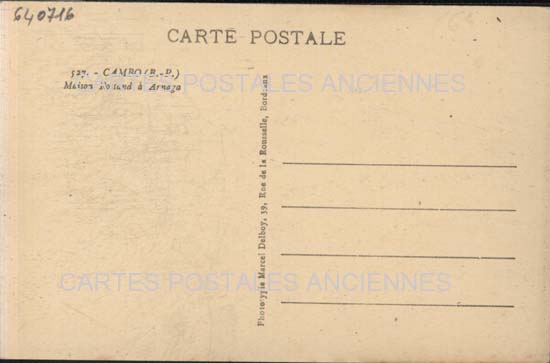 640716
CARTE POSTALE
527. - CAMBO (B.-P.)
Maison Rostand à Arnaga
CARTES POSTALES ANCIENNES
Phototypie Marcel Delboy, 39, Rue de la Rousselle, Bordeaux
CARTES POSTALES ANCIENNES